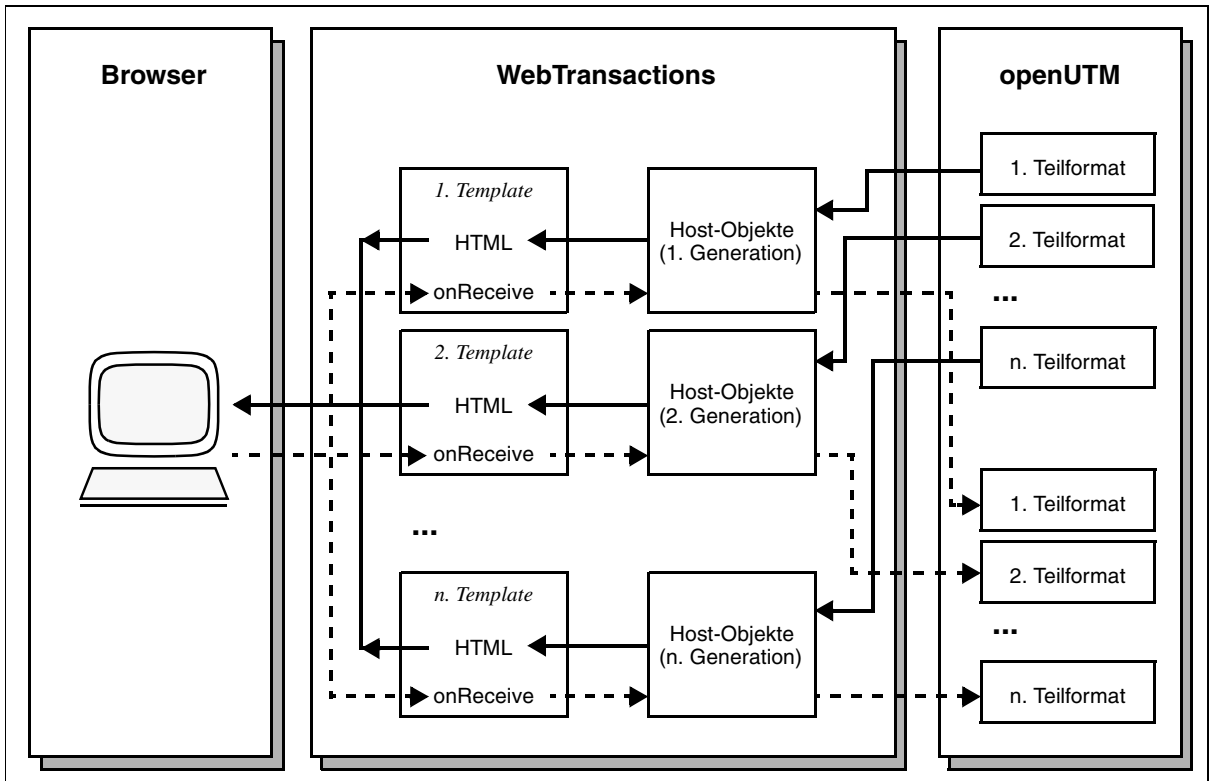 Browser
WebTransactions
openUTM
1. Template
HTML
onReceive
Host-Objekte
(1. Generation)
2. Template
HTML
onReceive
Host-Objekte
(2. Generation)
...
n. Template
HTML
onReceive
Host-Objekte
(n. Generation)
1. Teilformat
2. Teilformat
...
n. Teilformat
1. Teilformat
2. Teilformat
...
n. Teilformat